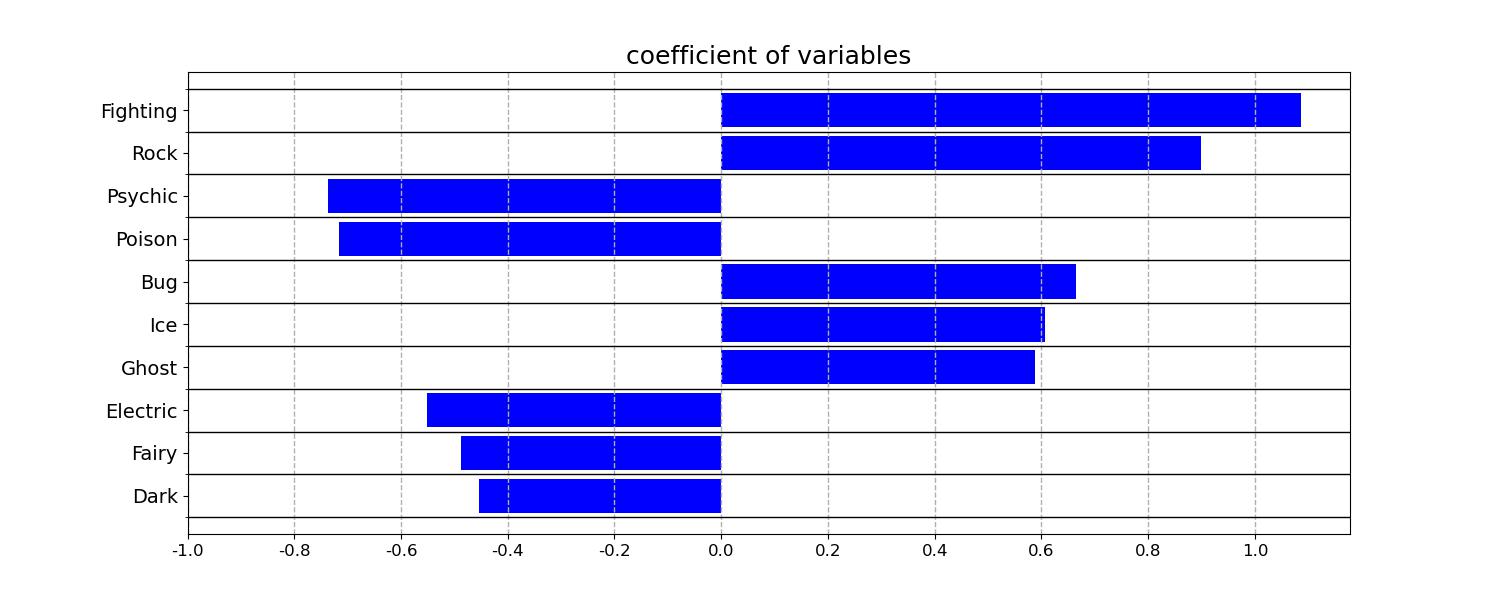 coefficient of variables
Fighting
Rock
Psychic
Poison
Bug
Ice
Ghost
Electric
Fairy
Dark
-1.0 -0.8 -0.6 -0.4 -0.2 0.0 0.2 0.4 0.6 0.8 1.0